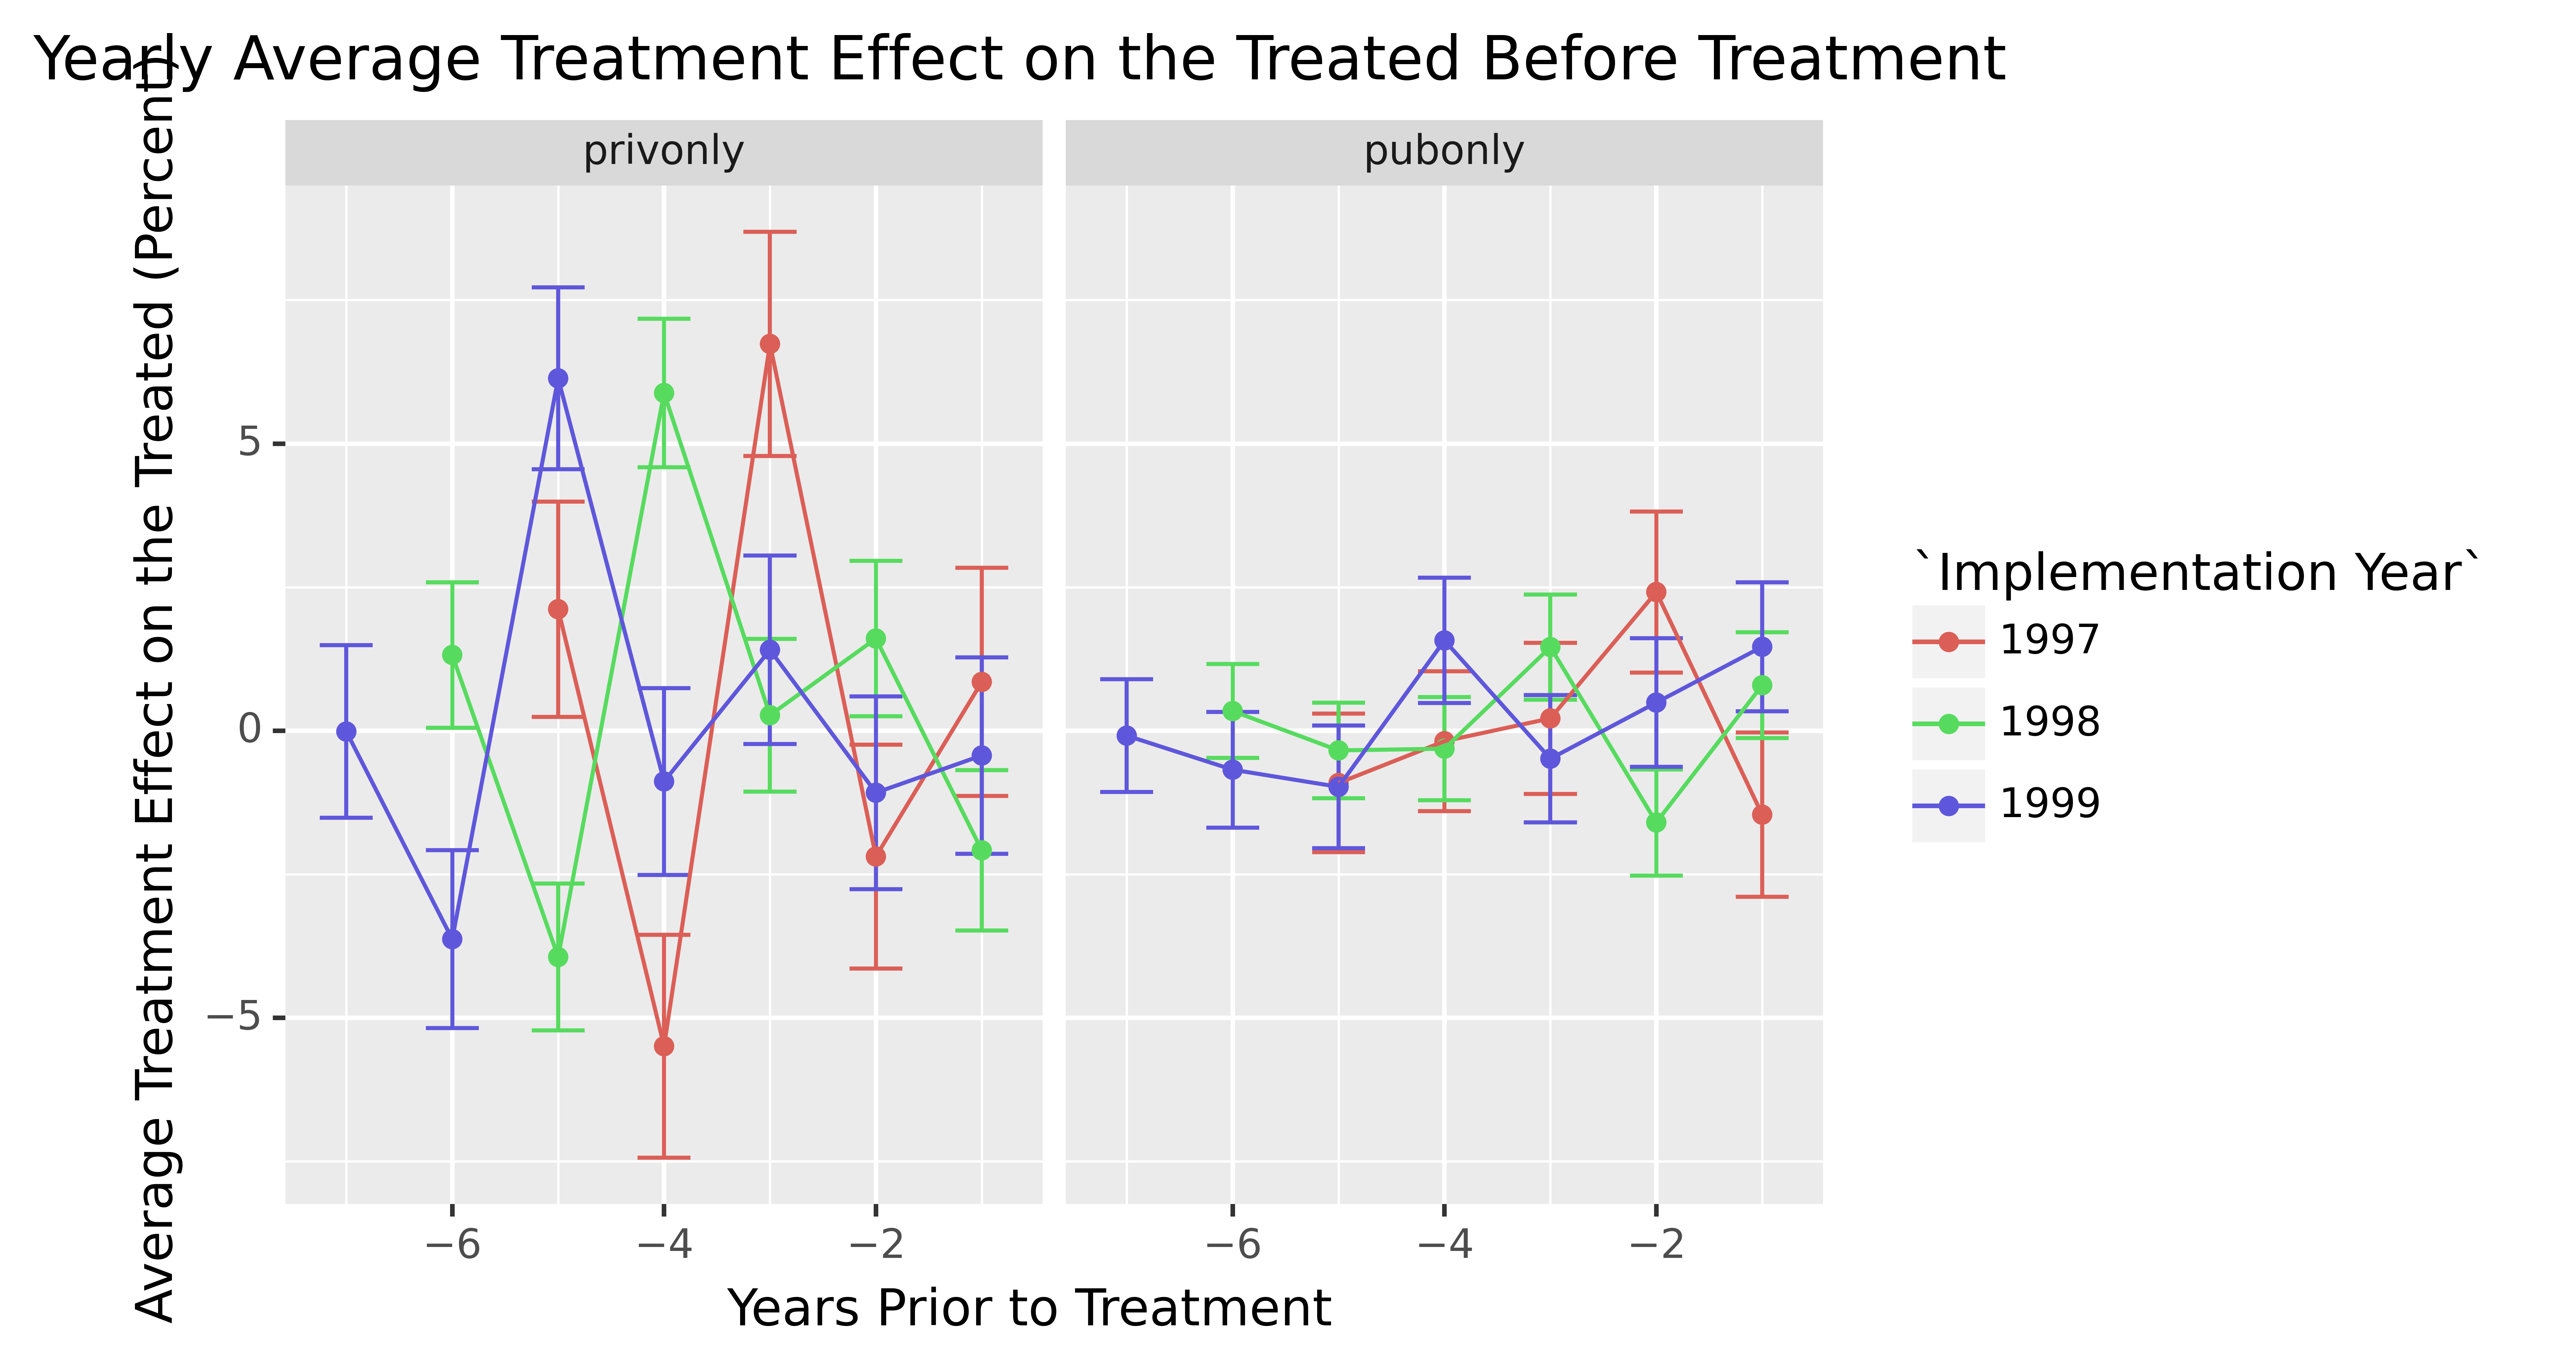 Yearly Average Treatment Effect on the Treated Before Treatment
Average Treatment Effect on the Treated (Percent)
privonly
pubonly
5
0
−5
−6
−4
−2
−6
−4
−2
Years Prior to Treatment
`Implementation Year`
1997
1998
1999